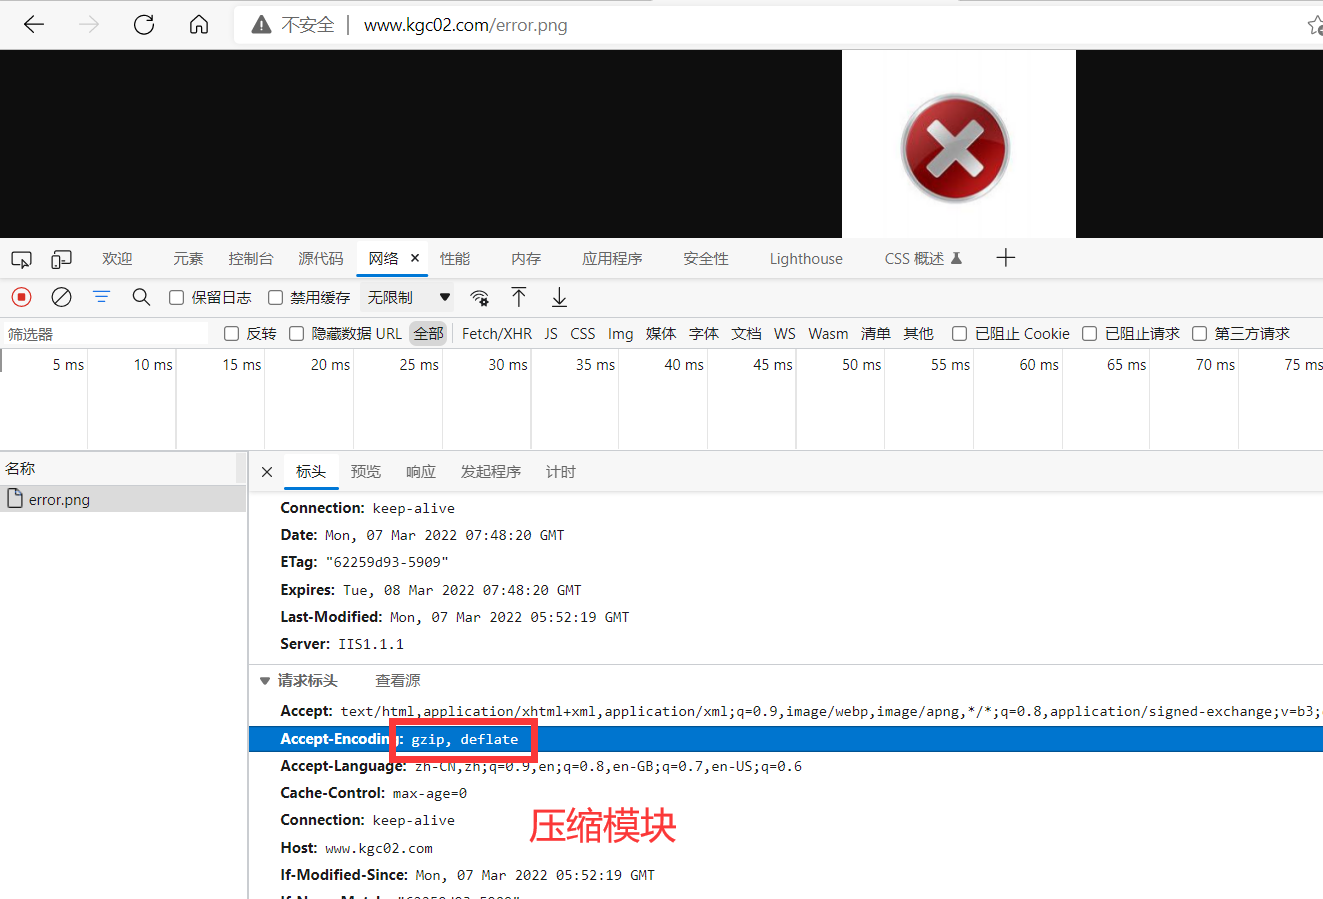 不安全 | www.kgc02.com/error.png
欢迎 元素 控制台 源代码 网络 × 性能 内存 应用程序 安全性 Lighthouse CSS 概述
保留日志 禁用缓存 无限制
筛选器 反转 隐藏数据 URL 全部 Fetch/XHR JS CSS Img 媒体 字体 文档 WS Wasm 清单 其他 已阻止 Cookie 已阻止请求 第三方请求
5 ms 10 ms 15 ms 20 ms 25 ms 30 ms 35 ms 40 ms 45 ms 50 ms 55 ms 60 ms 65 ms 70 ms 75 ms
名称
error.png
标头 预览 响应 发起程序 计时
Connection: keep-alive
Date: Mon, 07 Mar 2022 07:48:20 GMT
ETag: "62259d93-5909"
Expires: Tue, 08 Mar 2022 07:48:20 GMT
Last-Modified: Mon, 07 Mar 2022 05:52:19 GMT
Server: IIS1.1.1
请求标头 查看源
Accept: text/html,application/xhtml+xml,application/xml;q=0.9,image/webp,image/apng,*/*;q=0.8,application/signed-exchange;v=b3;
Accept-Encoding: gzip, deflate
Accept-Language: zh-CN,zh;q=0.9,en;q=0.8,en-GB;q=0.7,en-US;q=0.6
Cache-Control: max-age=0
压缩模块
Connection: keep-alive
Host: www.kgc02.com
If-Modified-Since: Mon, 07 Mar 2022 05:52:19 GMT